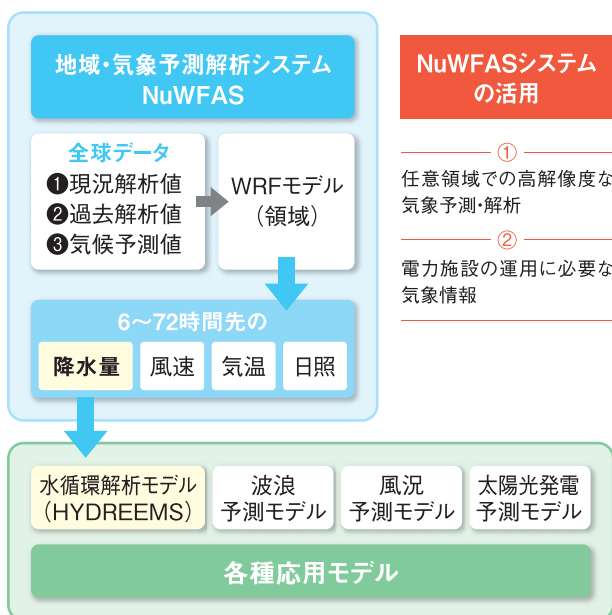 地域・気象予測解析システム
NuWFAS
全球データ
❶現況解析値
❷過去解析値
❸気候予測値
WRFモデル
（領域）
6〜72時間先の
降水量 風速 気温 日照
NuWFASシステム
の活用
①
任意領域での高解像度な
気象予測・解析
②
電力施設の運用に必要な
気象情報
水循環解析モデル
（HYDREEMS）
波浪
予測モデル
風況
予測モデル
太陽光発電
予測モデル
各種応用モデル